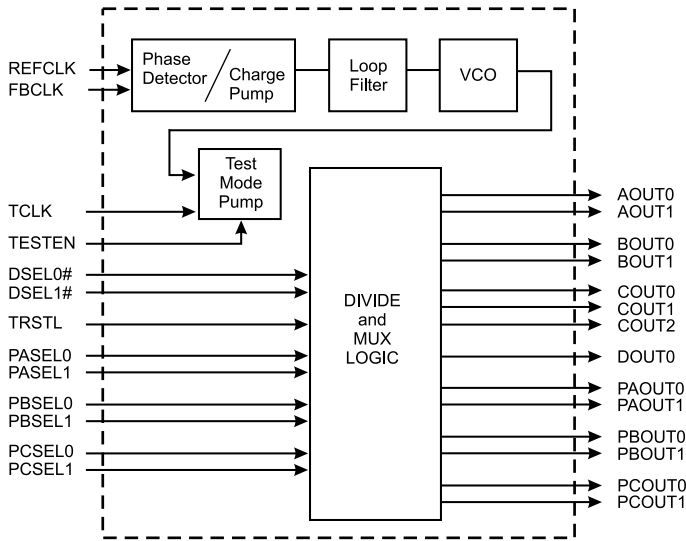 REFCLK
FBCLK
Phase
Detector / Charge
Pump
Loop
Filter
VCO
Test
Mode
Pump
TCLK
TESTEN
DSEL0#
DSEL1#
TRSTL
PASEL0
PASEL1
PBSEL0
PBSEL1
PCSEL0
PCSEL1
DIVIDE
and
MUX
LOGIC
AOUT0
AOUT1
BOUT0
BOUT1
COUT0
COUT1
COUT2
DOUT0
PAOUT0
PAOUT1
PBOUT0
PBOUT1
PCOUT0
PCOUT1